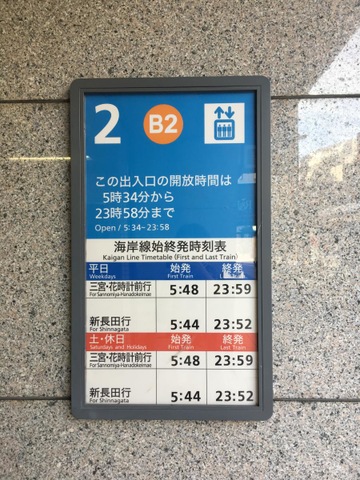 2 B2
この出入口の開放時間は
5時34分から
23時58分まで
Open / 5:34~23:58
海岸線始終発時刻表
Kaigan Line Timetable (First and Last Train)
平日 始発 終発
Weekdays First Train Last Train
三宮・花時計前行 5:48 23:59
For Sannomiya-Hanadokeimae
新長田行 5:44 23:52
For Shinnagata
土・休日 始発 終発
Saturdays and Holidays First Train Last Train
三宮・花時計前行 5:48 23:59
For Sannomiya-Hanadokeimae
新長田行 5:44 23:52
For Shinnagata